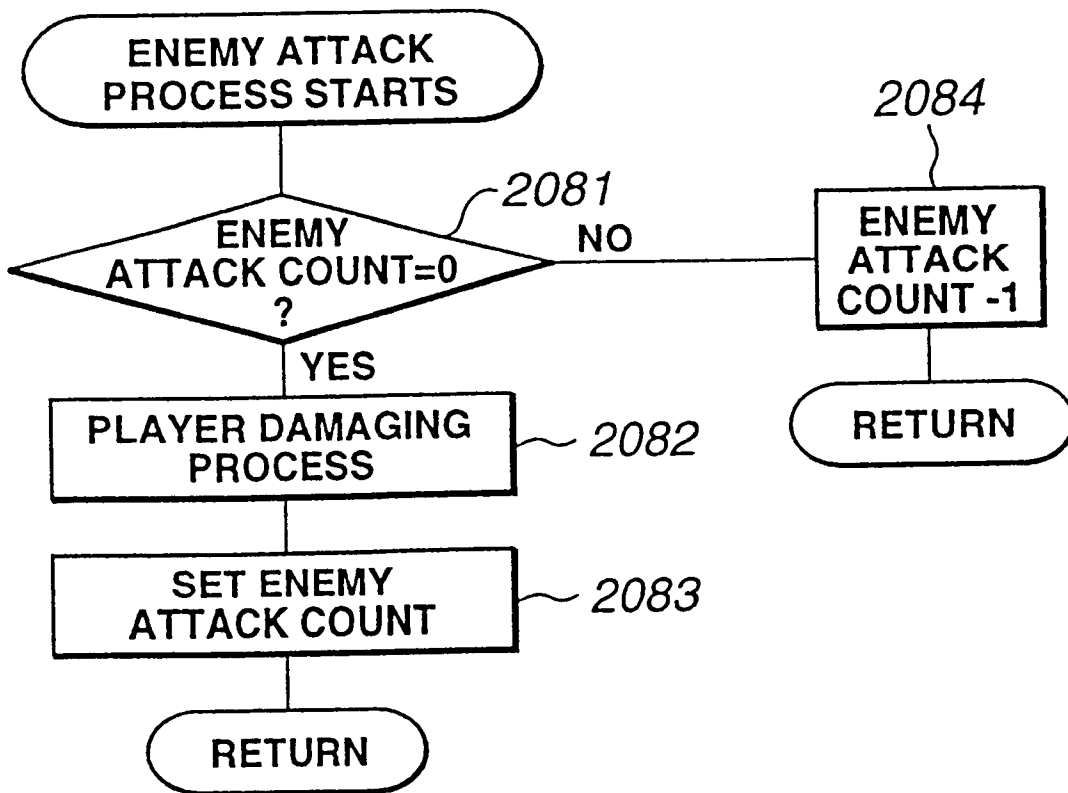 ENEMY ATTACK
PROCESS STARTS
2081
ENEMY
ATTACK COUNT=0
?
NO
2084
ENEMY
ATTACK
COUNT -1
RETURN
YES
PLAYER DAMAGING
PROCESS
2082
SET ENEMY
ATTACK COUNT
2083
RETURN